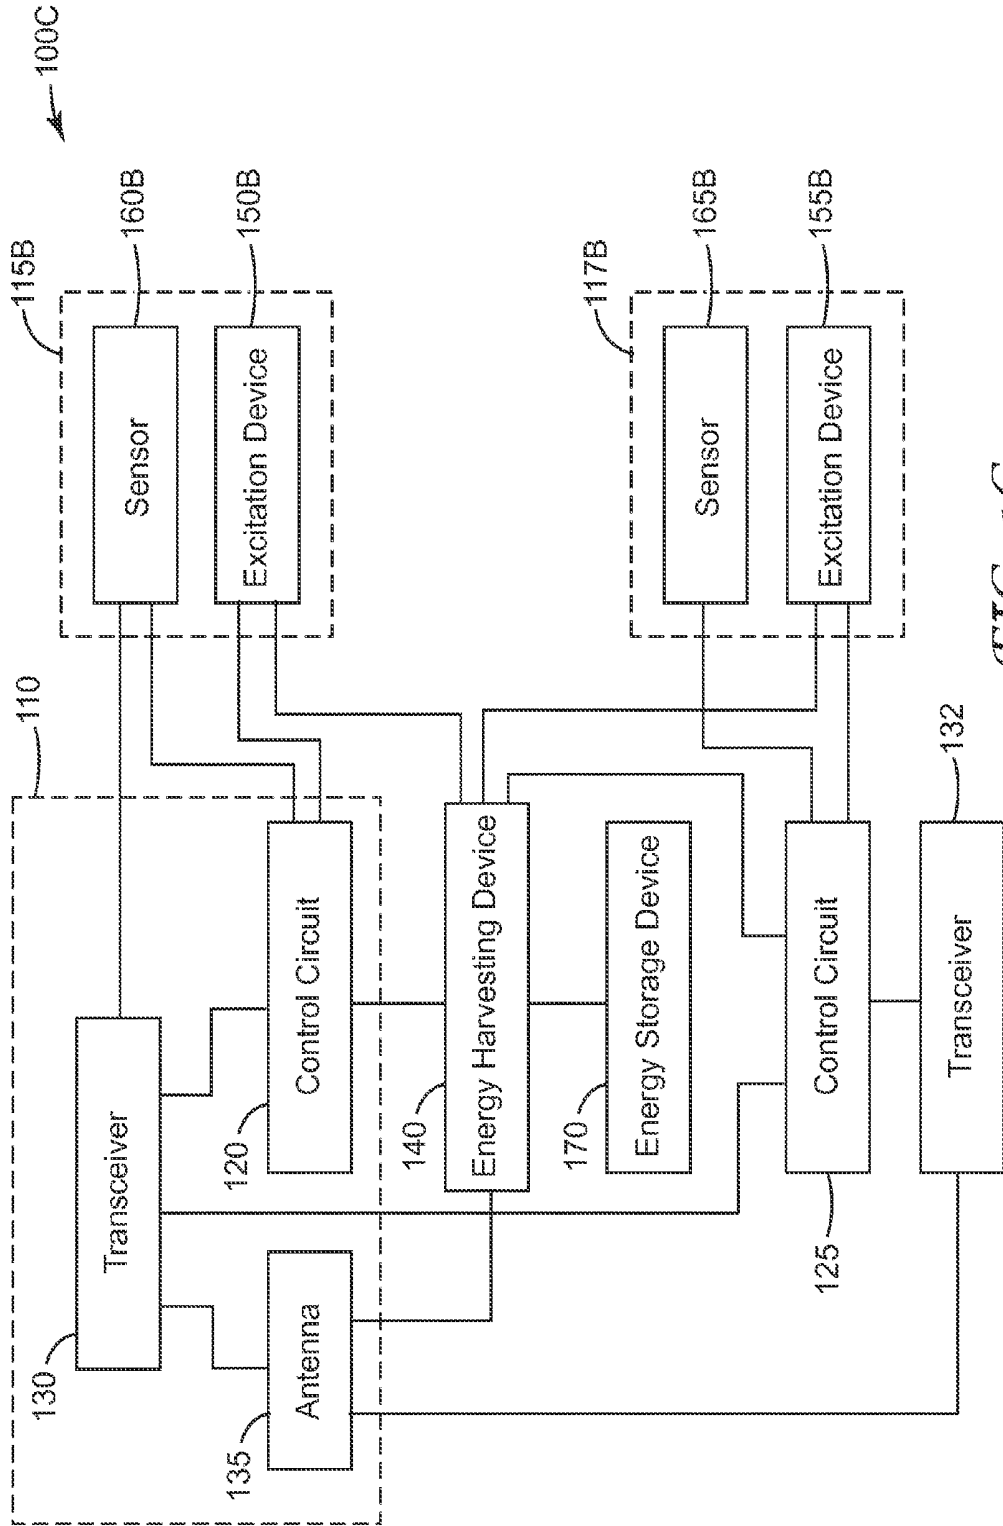 100C
115B
160B
Sensor
150B
Excitation Device
117B
165B
Sensor
155B
Excitation Device
110
130
Transceiver
135
Antenna
120
Control Circuit
140
Energy Harvesting Device
170
Energy Storage Device
125
Control Circuit
132
Transceiver